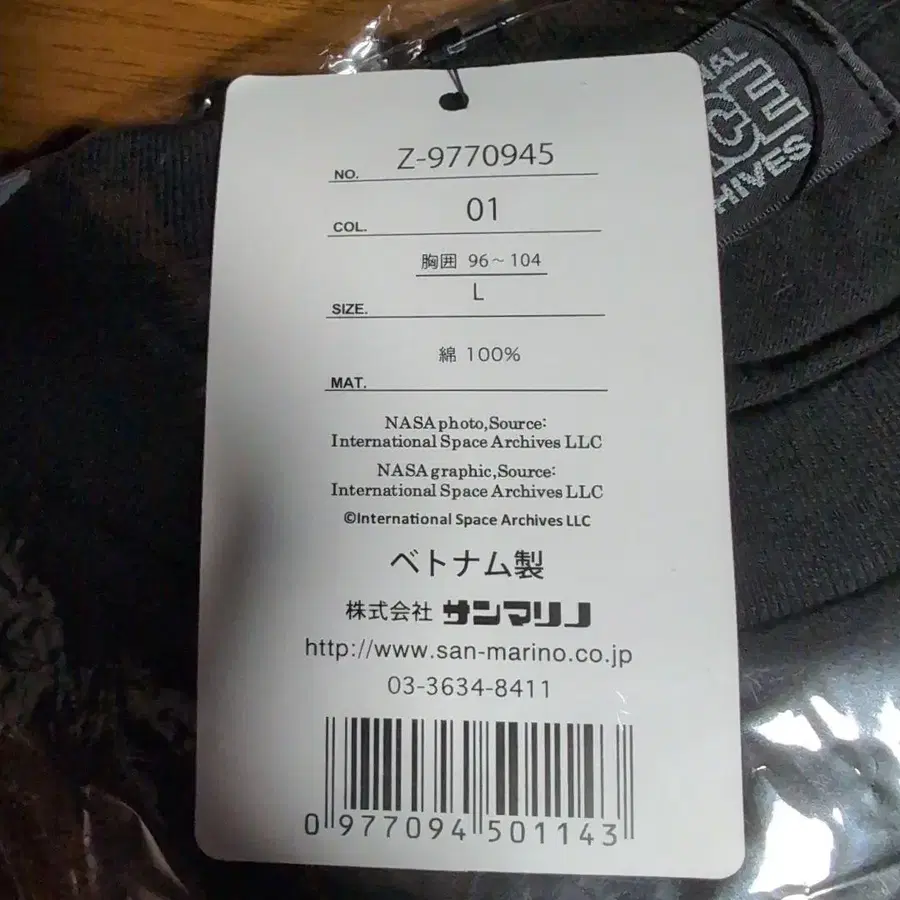 NO. Z-9770945
COL. 01
胸囲 96～104
SIZE. L
MAT. 綿 100%
NASA photo,Source:
International Space Archives LLC
NASA graphic,Source:
International Space Archives LLC
©International Space Archives LLC
ベトナム製
株式会社 サンマリノ
http://www.san-marino.co.jp
03-3634-8411
0 977094 501143